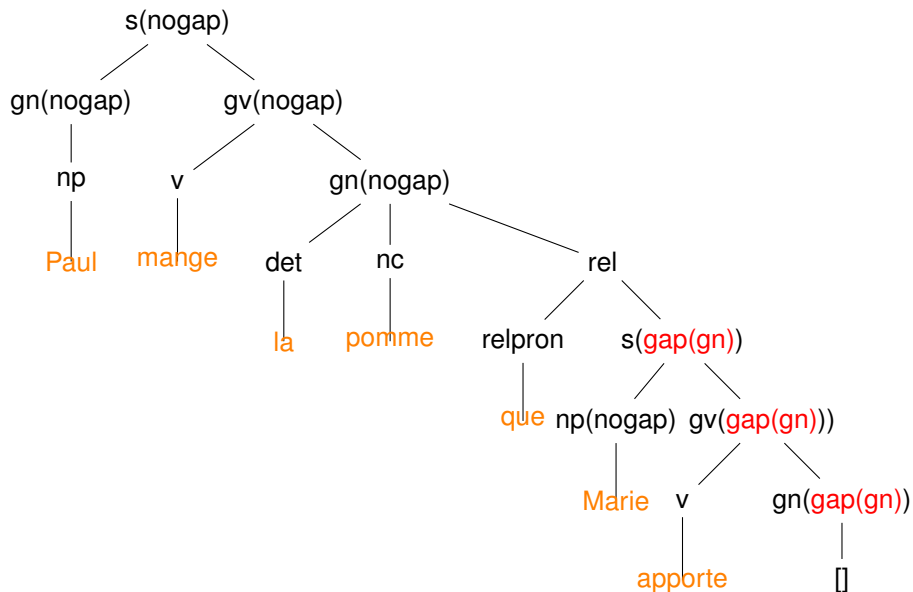 s(nogap)
gn(nogap) gv(nogap)
np v gn(nogap)
Paul mange det nc rel
la pomme relpron s(gap(gn))
que np(nogap) gv(gap(gn)))
Marie v gn(gap(gn))
apporte []